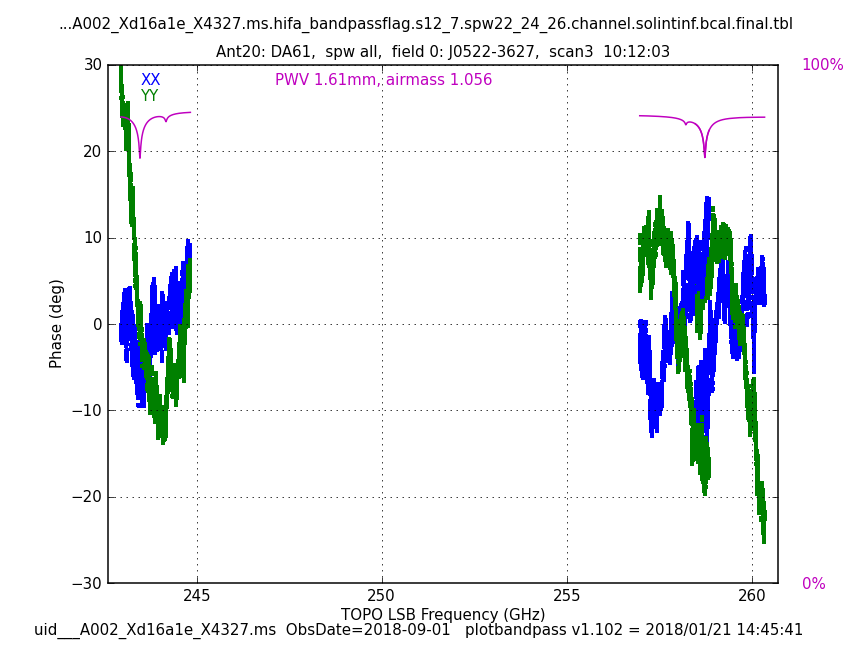 ...A002_Xd16a1e_X4327.ms.hifa_bandpassflag.s12_7.spw22_24_26.channel.solintinf.bcal.final.tbl
Ant20: DA61,  spw all,  field 0: J0522-3627,  scan3  10:12:03
30 100%
XX PWV 1.61mm, airmass 1.056
YY
20
10
0
−10
−20
−30 0%
Phase (deg)
245 250 255 260
TOPO LSB Frequency (GHz)
uid___A002_Xd16a1e_X4327.ms  ObsDate=2018-09-01   plotbandpass v1.102 = 2018/01/21 14:45:41